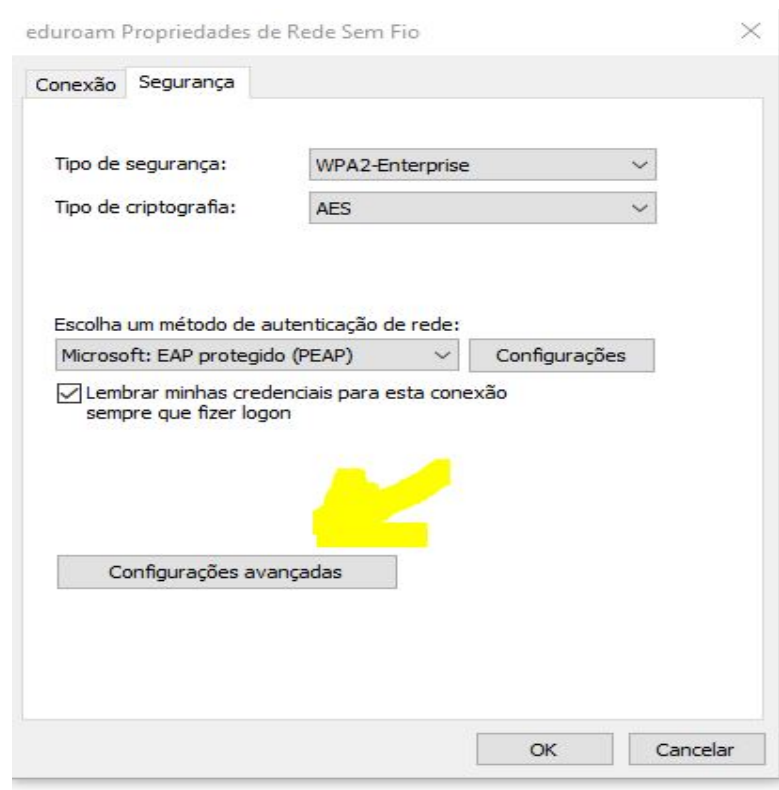 eduroam Propriedades de Rede Sem Fio
Conexão Segurança
Tipo de segurança: WPA2-Enterprise
Tipo de criptografia: AES
Escolha um método de autenticação de rede:
Microsoft: EAP protegido (PEAP) Configurações
Lembrar minhas credenciais para esta conexão
sempre que fizer logon
Configurações avançadas
OK Cancelar